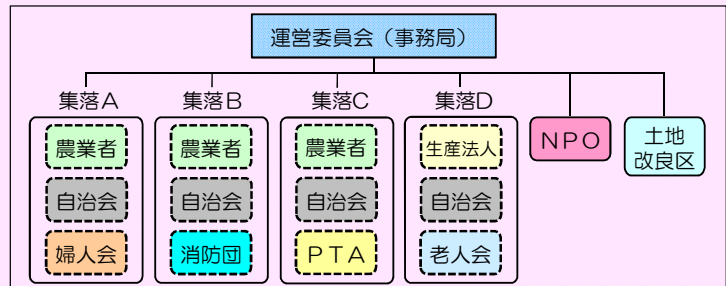 運営委員会（事務局）
集落A
集落B
集落C
集落D
農業者
自治会
婦人会
農業者
自治会
消防団
農業者
自治会
PTA
生産法人
自治会
老人会
NPO
土地
改良区